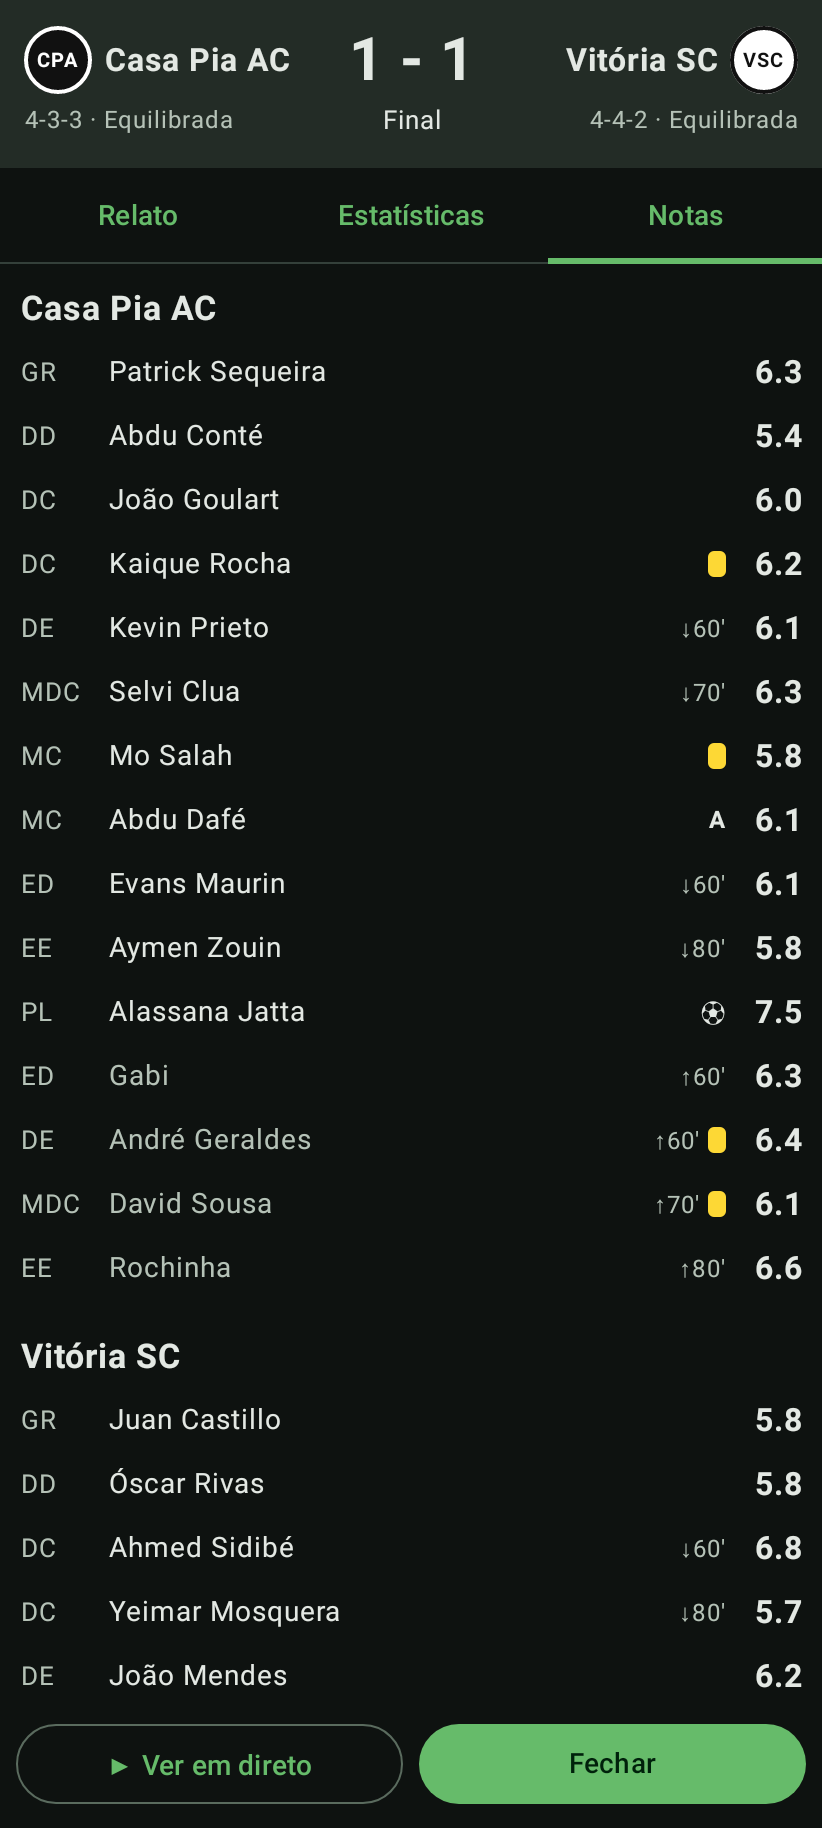 CPA Casa Pia AC 1 - 1 Vitória SC VSC
4-3-3 · Equilibrada Final 4-4-2 · Equilibrada
Relato Estatísticas Notas
Casa Pia AC
GR Patrick Sequeira 6.3
DD Abdu Conté 5.4
DC João Goulart 6.0
DC Kaique Rocha 6.2
DE Kevin Prieto ↓60' 6.1
MDC Selvi Clua ↓70' 6.3
MC Mo Salah 5.8
MC Abdu Dafé A 6.1
ED Evans Maurin ↓60' 6.1
EE Aymen Zouin ↓80' 5.8
PL Alassana Jatta ⚽ 7.5
ED Gabi ↑60' 6.3
DE André Geraldes ↑60' 6.4
MDC David Sousa ↑70' 6.1
EE Rochinha ↑80' 6.6
Vitória SC
GR Juan Castillo 5.8
DD Óscar Rivas 5.8
DC Ahmed Sidibé ↓60' 6.8
DC Yeimar Mosquera ↓80' 5.7
DE João Mendes 6.2
► Ver em direto Fechar